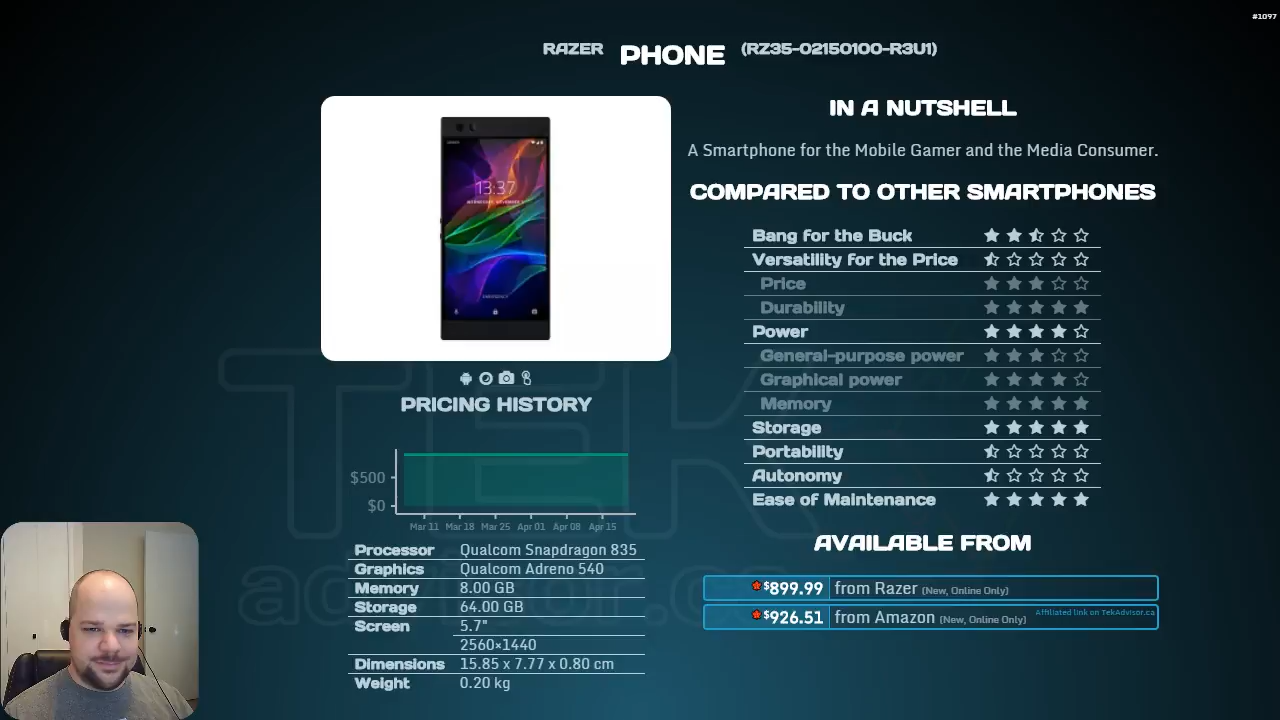 #1097
RAZER PHONE (RZ35-02150100-R3U1)
13:37
IN A NUTSHELL
A Smartphone for the Mobile Gamer and the Media Consumer.
COMPARED TO OTHER SMARTPHONES
Bang for the Buck
Versatility for the Price
Price
Durability
Power
General-purpose power
Graphical power
Memory
Storage
Portability
Autonomy
Ease of Maintenance
PRICING HISTORY
$500
$0
Mar 11 Mar 18 Mar 25 Apr 01 Apr 08 Apr 15
Processor Qualcom Snapdragon 835
Graphics Qualcom Adreno 540
Memory 8.00 GB
Storage 64.00 GB
Screen 5.7"
2560×1440
Dimensions 15.85 x 7.77 x 0.80 cm
Weight 0.20 kg
AVAILABLE FROM
$899.99 from Razer (New, Online Only)
$926.51 from Amazon (New, Online Only) Affiliated link on TekAdvisor.ca